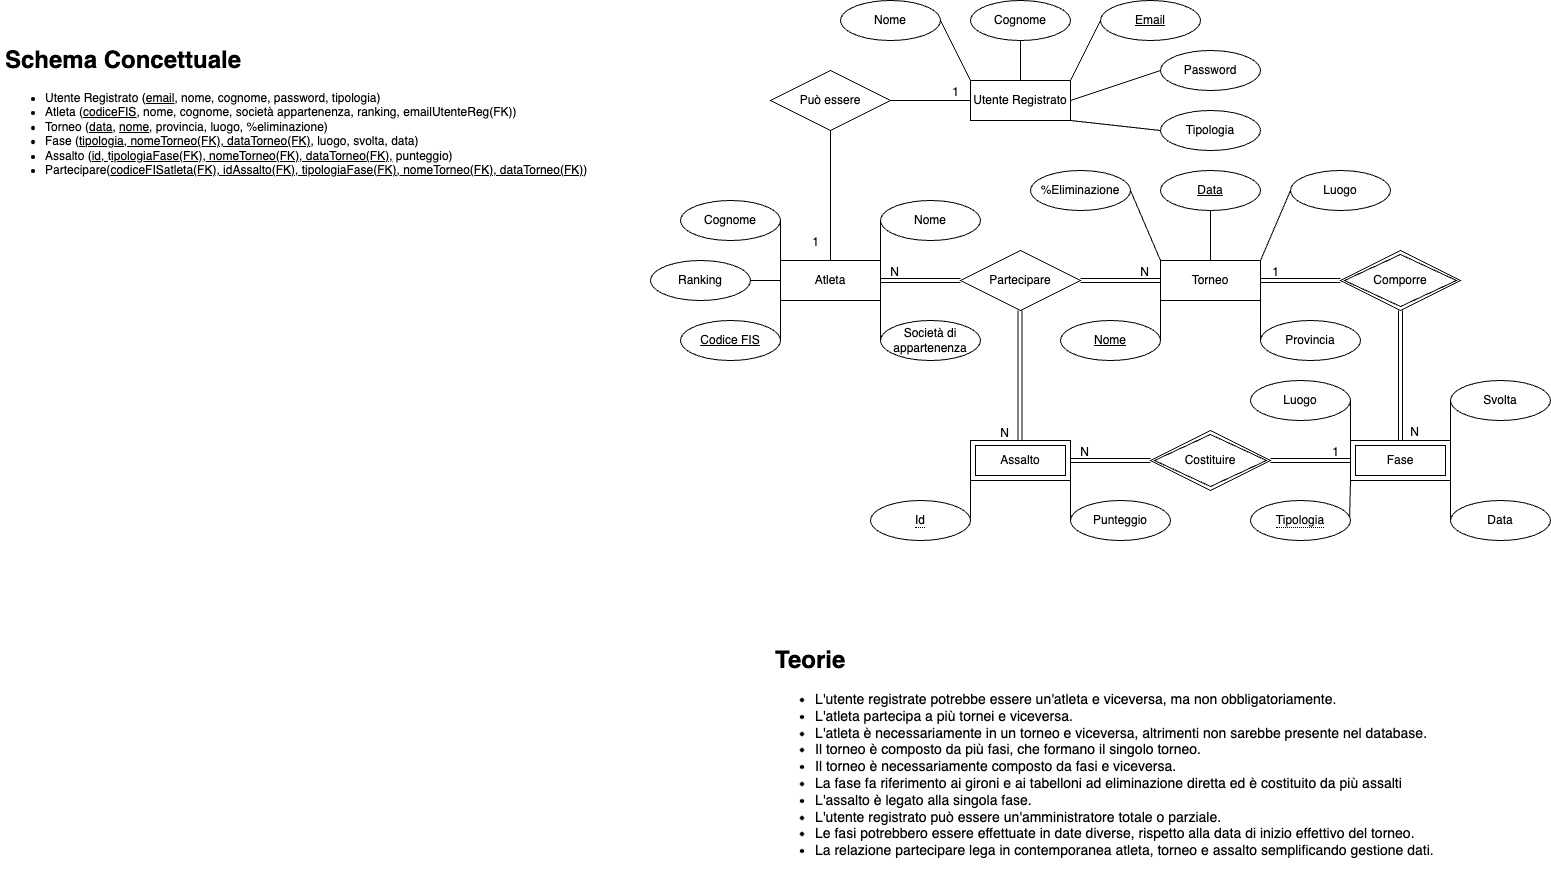 Schema Concettuale
Utente Registrato (email, nome, cognome, password, tipologia)
Atleta (codiceFIS, nome, cognome, società appartenenza, ranking, emailUtenteReg(FK))
Torneo (data, nome, provincia, luogo, %eliminazione)
Fase (tipologia, nomeTorneo(FK), dataTorneo(FK), luogo, svolta, data)
Assalto (id, tipologiaFase(FK), nomeTorneo(FK), dataTorneo(FK), punteggio)
Partecipare(codiceFISatleta(FK), idAssalto(FK), tipologiaFase(FK), nomeTorneo(FK), dataTorneo(FK))
Nome
Cognome
Email
Password
Può essere
1
Utente Registrato
Tipologia
%Eliminazione
Data
Luogo
Cognome
Nome
1
Ranking
Atleta
N
Partecipare
N
Torneo
1
Comporre
Codice FIS
Società di
appartenenza
Nome
Provincia
Luogo
Svolta
N
N
Assalto
N
Costituire
1
Fase
Id
Punteggio
Tipologia
Data
Teorie
L'utente registrate potrebbe essere un'atleta e viceversa, ma non obbligatoriamente.
L'atleta partecipa a più tornei e viceversa.
L'atleta è necessariamente in un torneo e viceversa, altrimenti non sarebbe presente nel database.
Il torneo è composto da più fasi, che formano il singolo torneo.
Il torneo è necessariamente composto da fasi e viceversa.
La fase fa riferimento ai gironi e ai tabelloni ad eliminazione diretta ed è costituito da più assalti
L'assalto è legato alla singola fase.
L'utente registrato può essere un'amministratore totale o parziale.
Le fasi potrebbero essere effettuate in date diverse, rispetto alla data di inizio effettivo del torneo.
La relazione partecipare lega in contemporanea atleta, torneo e assalto semplificando gestione dati.